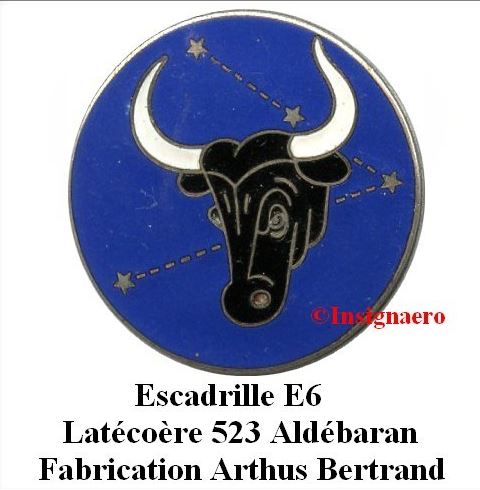 ©Insignaero
Escadrille E6
Latécoère 523 Aldébaran
Fabrication Arthus Bertrand